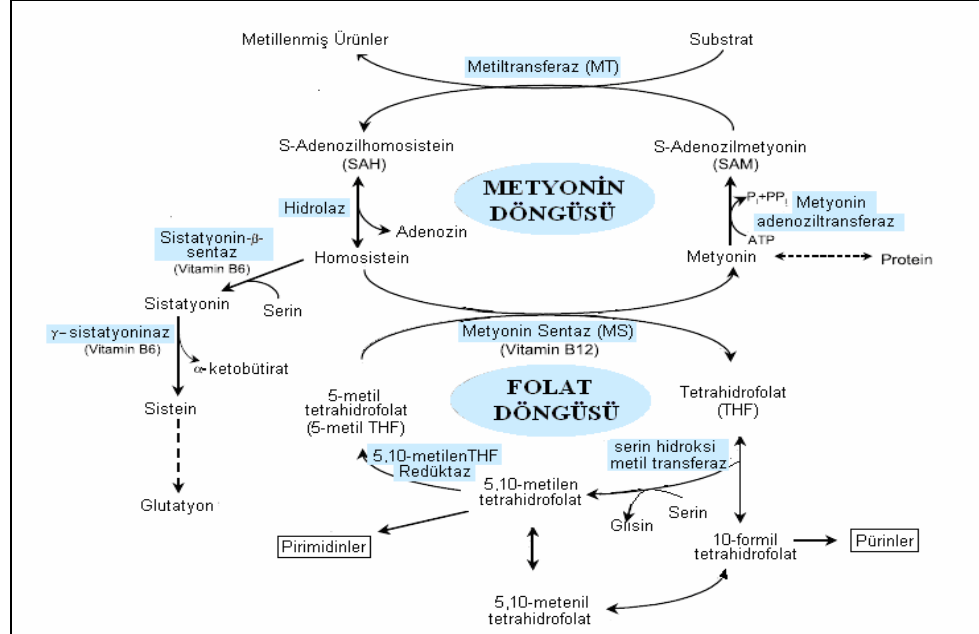 Metillenmiş Ürünler
Substrat
Metiltransferaz (MT)
S-Adenozilhomosistein
(SAH)
S-Adenozilmetyonin
(SAM)
METYONİN
DÖNGÜSÜ
Pi+PPi
Metyonin
adenoziltransferaz
ATP
Hidrolaz
Adenozin
Sistatyonin-β-
sentaz
(Vitamin B6)
Homosistein
Metyonin
Protein
Sistatyonin
Serin
γ-sistatyoninaz
(Vitamin B6)
Metyonin Sentaz (MS)
(Vitamin B12)
α-ketobütirat
Sistein
5-metil
tetrahidrofolat
(5-metil THF)
FOLAT
DÖNGÜSÜ
Tetrahidrofolat
(THF)
5,10-metilenTHF
Redüktaz
serin hidroksi
metil transferaz
5,10-metilen
tetrahidrofolat
Glisin
Serin
Glutatyon
Pirimidinler
10-formil
tetrahidrofolat
Pürinler
5,10-metenil
tetrahidrofolat